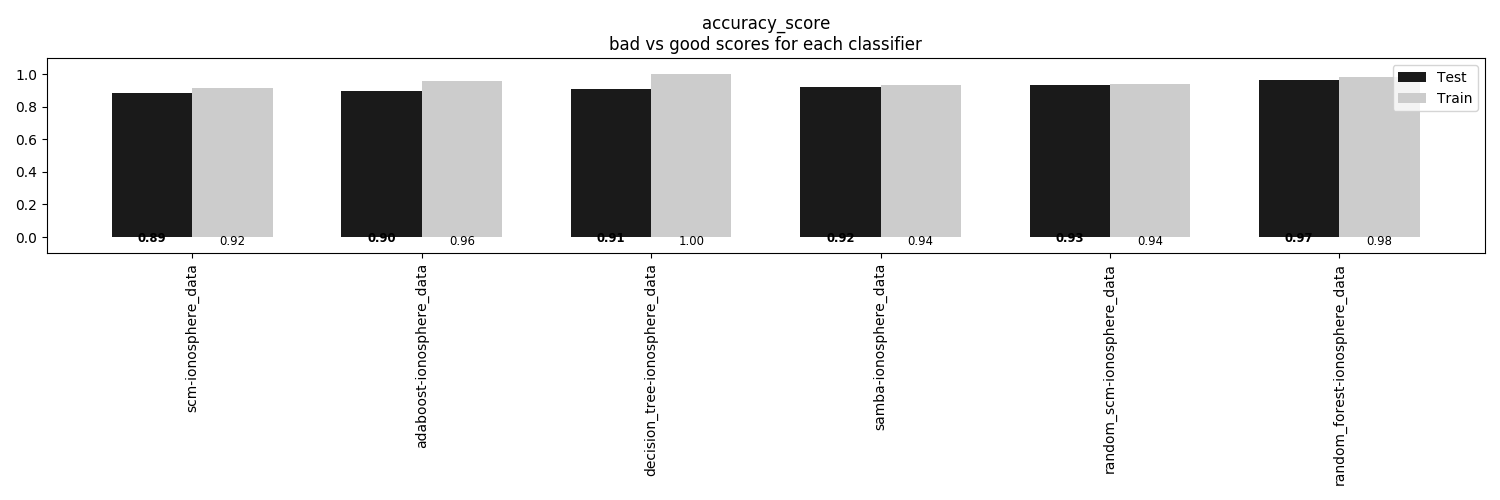 accuracy_score
bad vs good scores for each classifier
Test
Train
1.0
0.8
0.6
0.4
0.2
0.0
0.89
0.92
0.90
0.96
0.91
1.00
0.92
0.94
0.93
0.94
0.97
0.98
scm-ionosphere_data
adaboost-ionosphere_data
decision_tree-ionosphere_data
samba-ionosphere_data
random_scm-ionosphere_data
random_forest-ionosphere_data